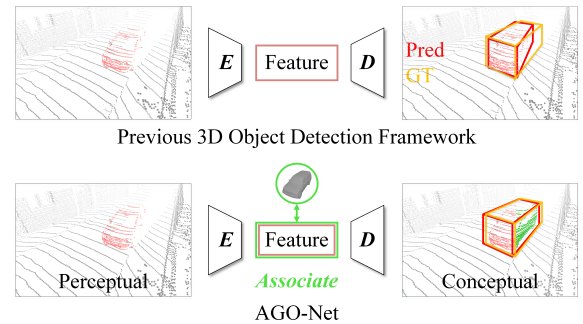 E
Feature
D
Pred
GT
Previous 3D Object Detection Framework
E
Feature
D
Perceptual
Associate
Conceptual
AGO-Net